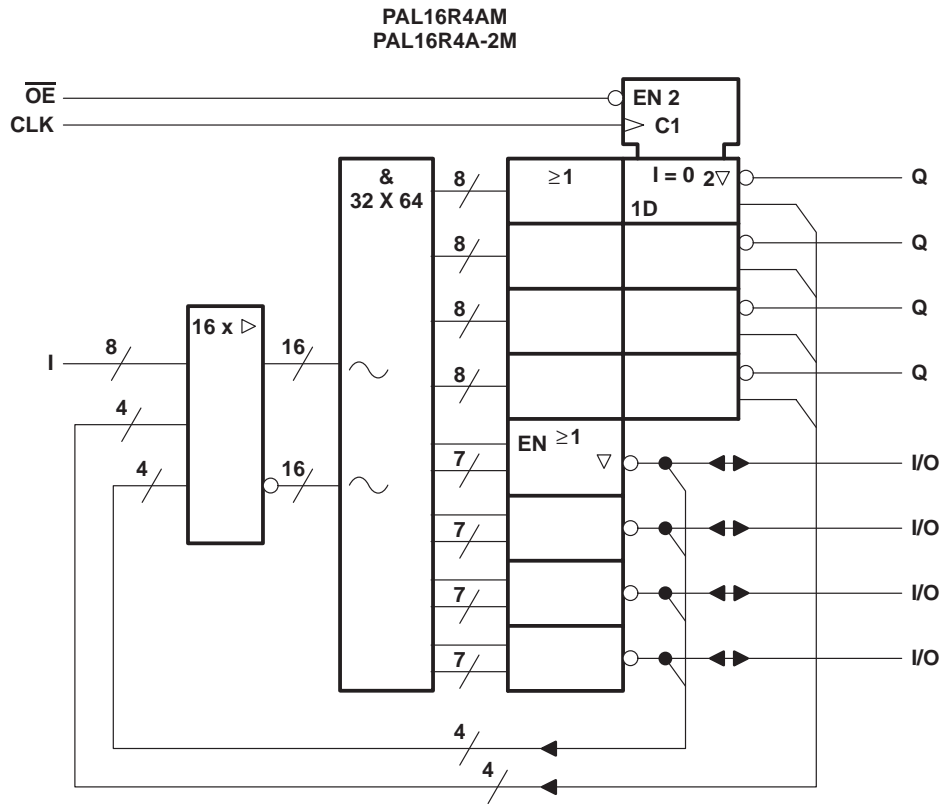 PAL16R4AM
PAL16R4A-2M
OE
EN 2
CLK
C1
&
32 X 64
8
≥1
I = 0 2▽
Q
1D
8
Q
8
Q
16 x ▷
I
8
16
8
Q
4
EN ≥1
▽
7
I/O
4
16
7
I/O
7
I/O
7
I/O
4
4